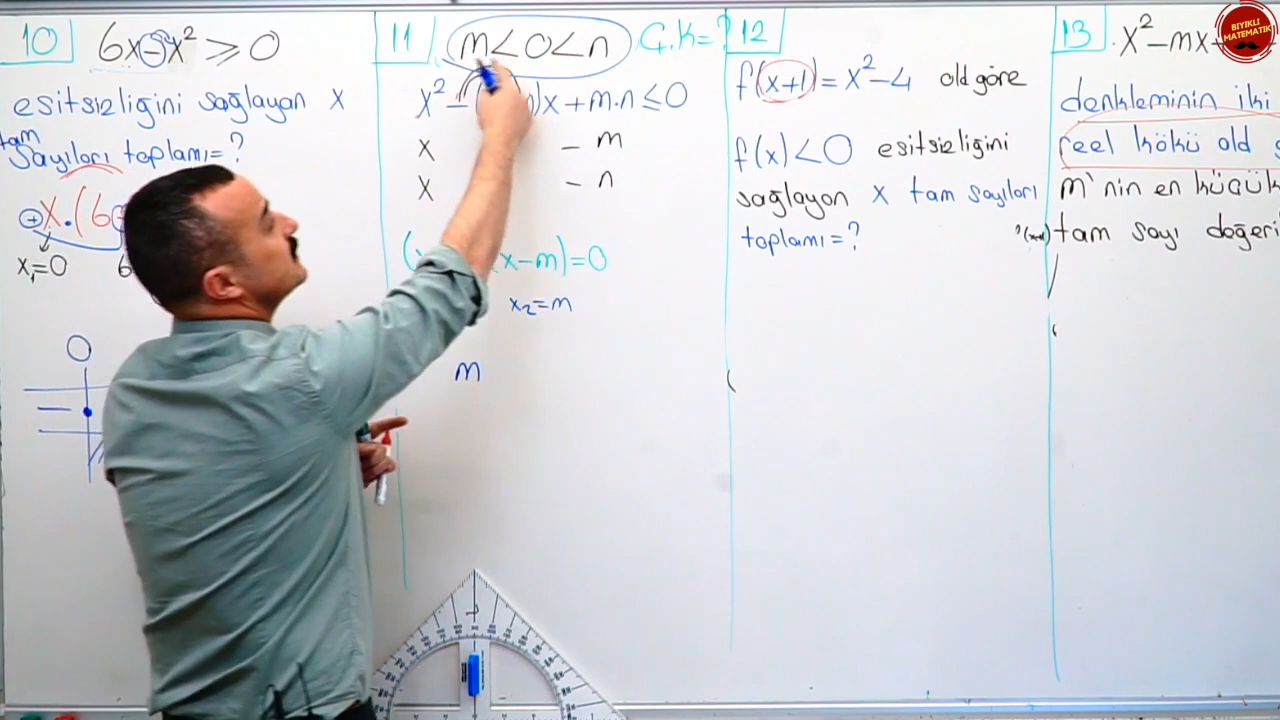 10
6x-x² ≥ 0
eşitsizliğini sağlayan x
tam
sayıları toplamı=?
x.(6
x₁=0
6
0
11
m<0<n
Ç.K=?
x² - n)x + m.n ≤ 0
x - m
x - n
(x x-m)=0
x₂=m
m
12
f(x+1)=x²-4 old göre
f(x)<0 eşitsizliğini
sağlayan x tam sayıları
toplamı=?
13
x²-mx+
denkleminin iki
reel kökü old g
m'nin en küçük
tam sayı değeri
BIYIKLI
MATEMATİK